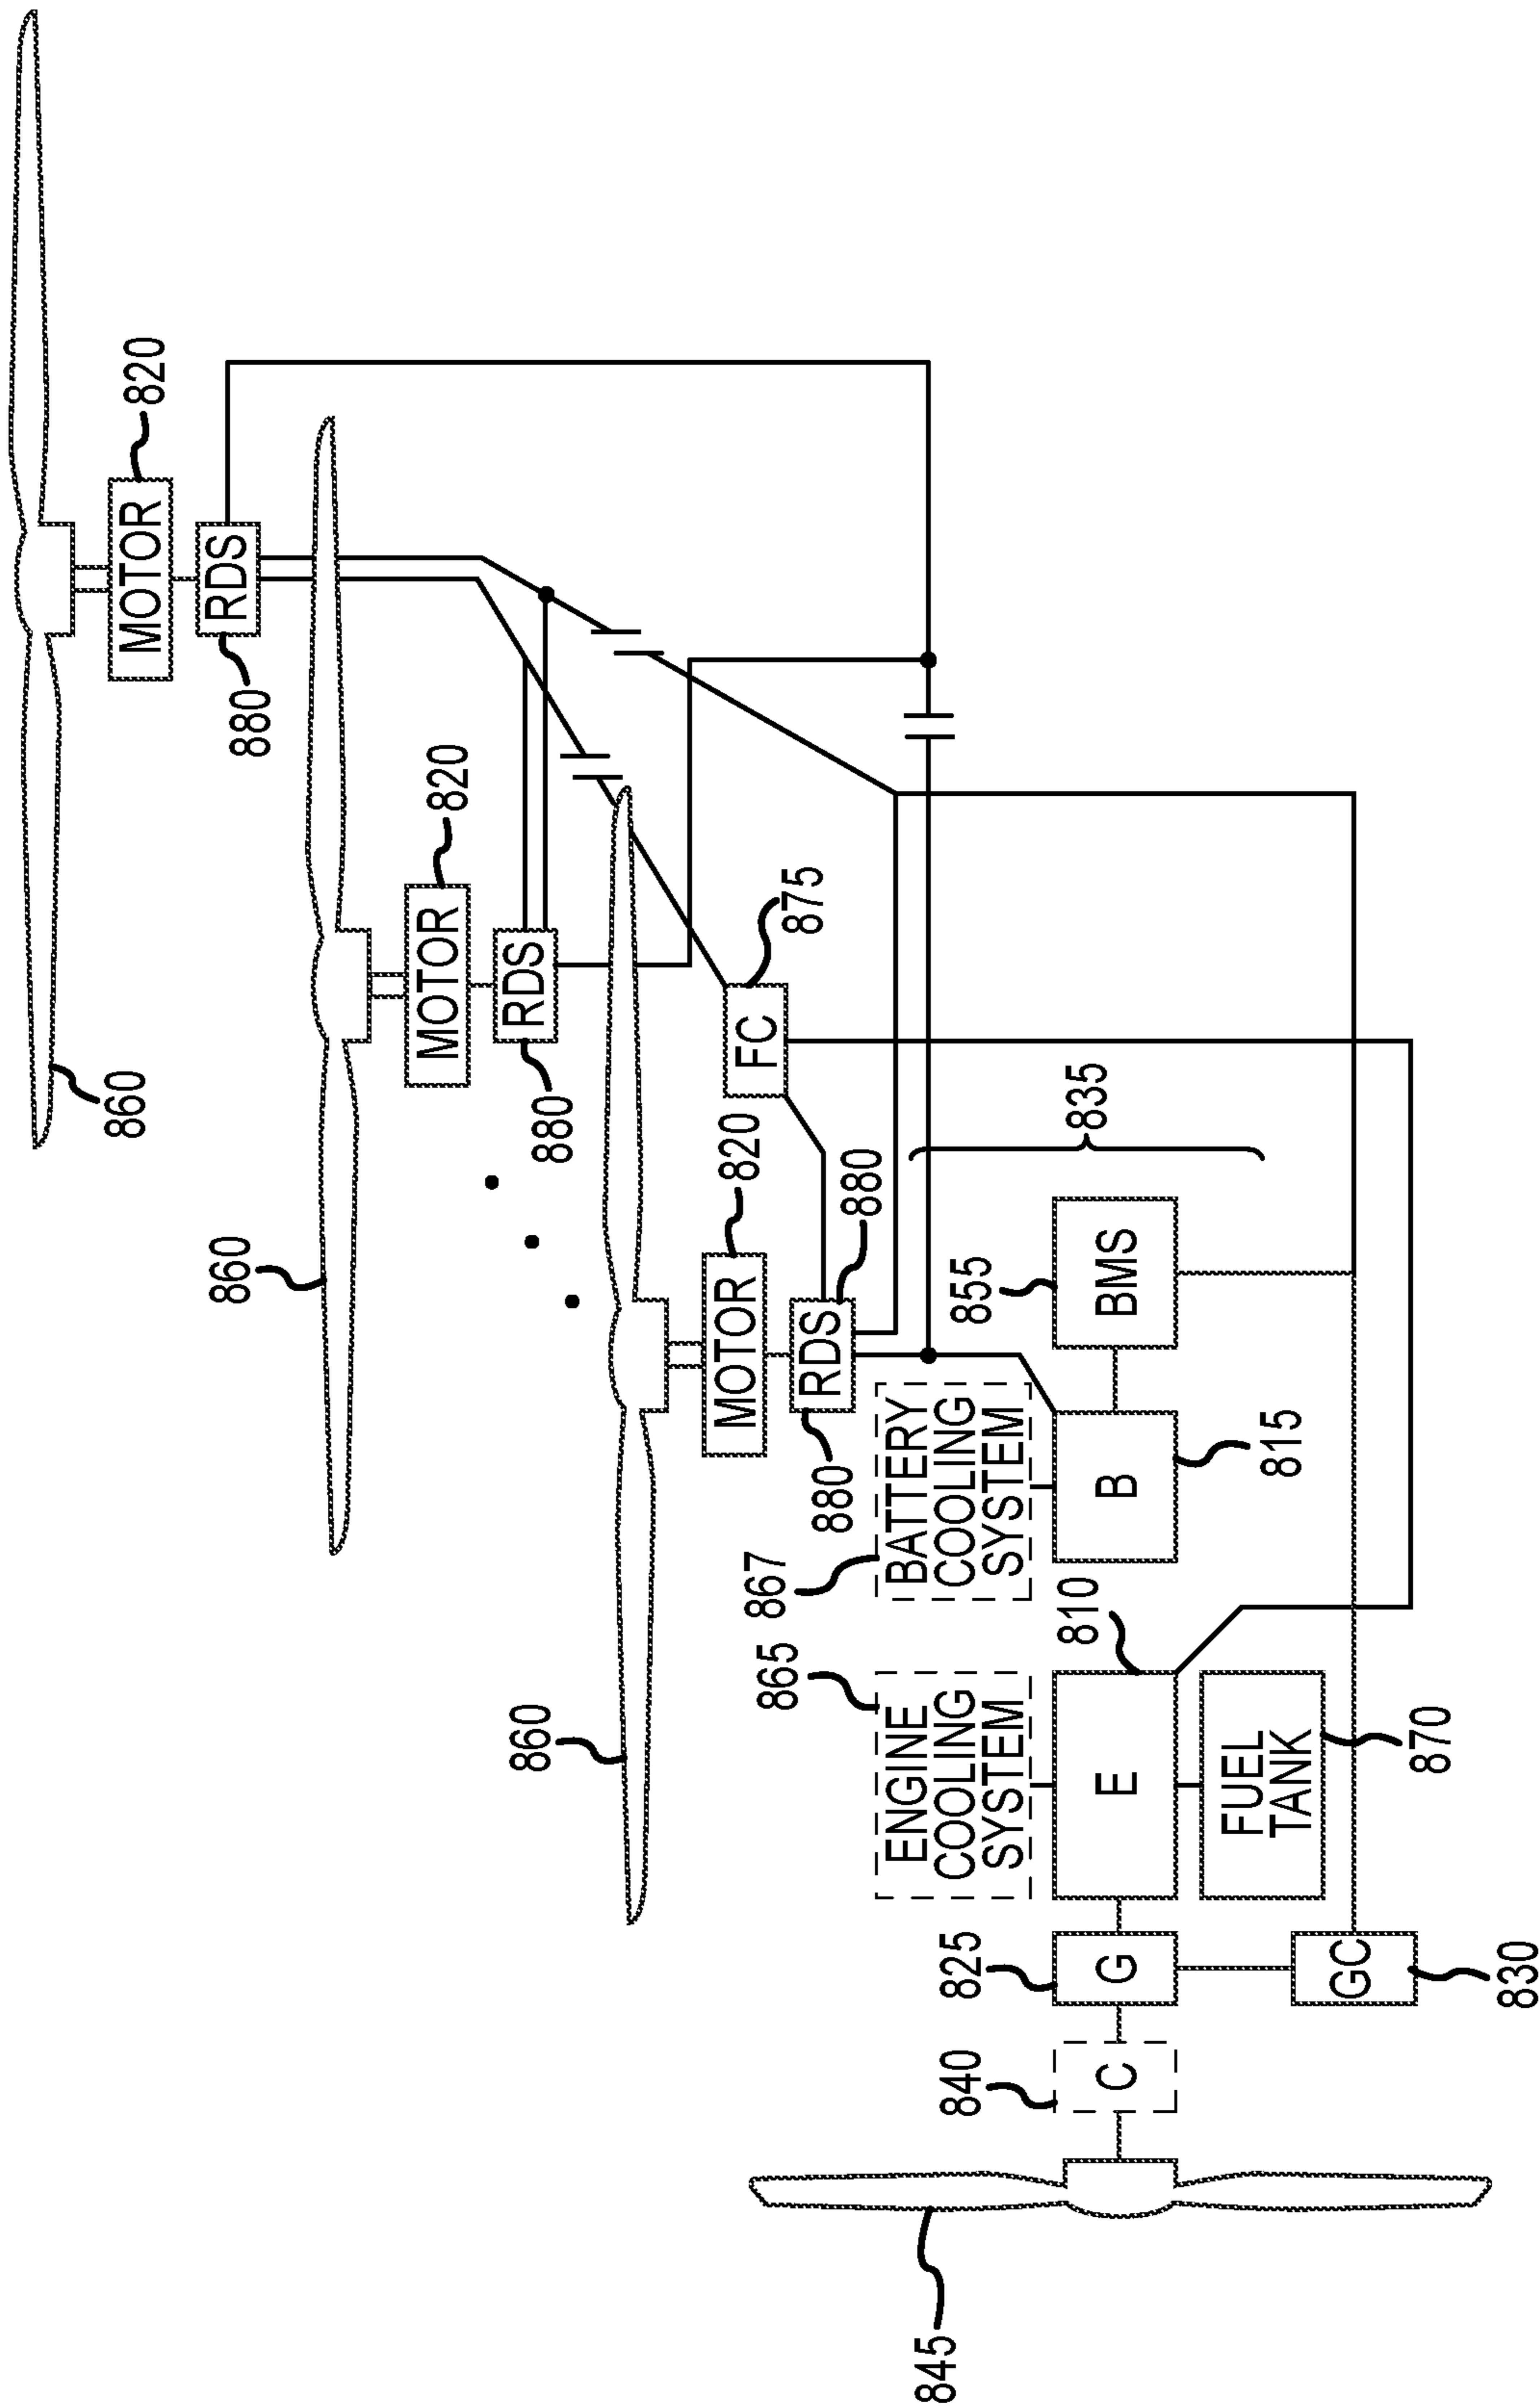 820
MOTOR
RDS
880
860
820
MOTOR
RDS
880
860
820
MOTOR
RDS
880
880
860
FC
875
835
855
BMS
867
BATTERY
COOLING
SYSTEM
B
815
865
ENGINE
COOLING
SYSTEM
810
E
FUEL
TANK
870
825
G
GC
830
840
C
845